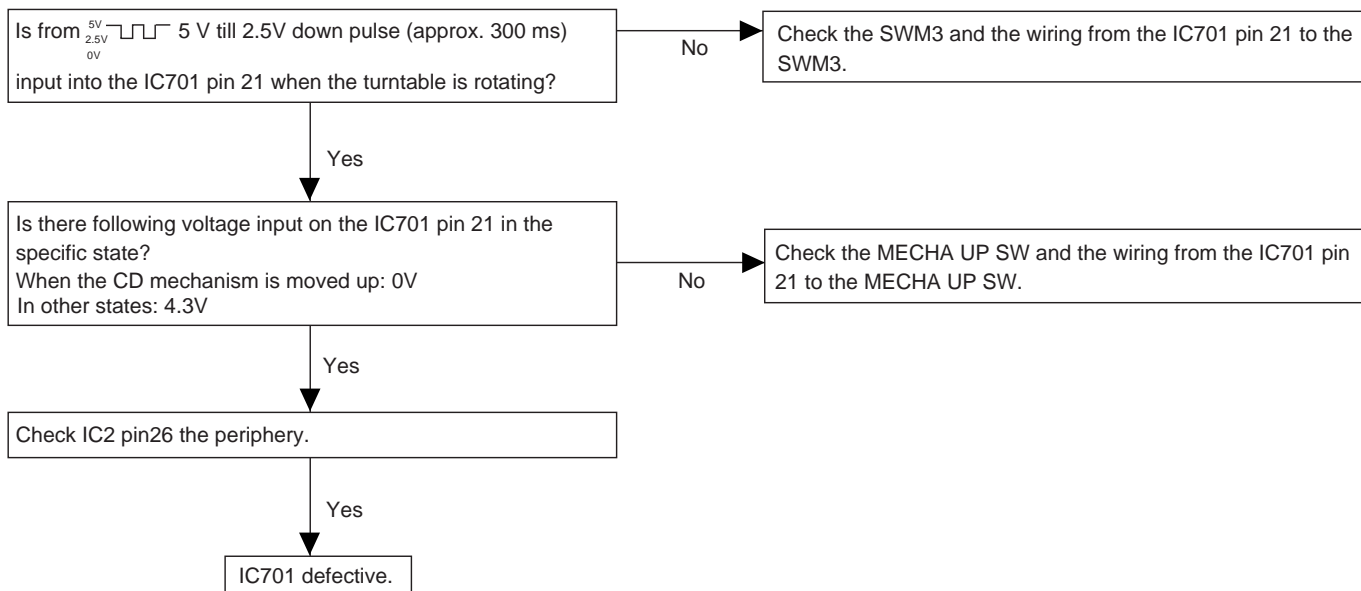 Is from 5V 2.5V 0V 5 V till 2.5V down pulse (approx. 300 ms)
input into the IC701 pin 21 when the turntable is rotating?
No
Check the SWM3 and the wiring from the IC701 pin 21 to the
SWM3.
Yes
Is there following voltage input on the IC701 pin 21 in the
specific state?
When the CD mechanism is moved up: 0V
In other states: 4.3V
No
Check the MECHA UP SW and the wiring from the IC701 pin
21 to the MECHA UP SW.
Yes
Check IC2 pin26 the periphery.
Yes
IC701 defective.